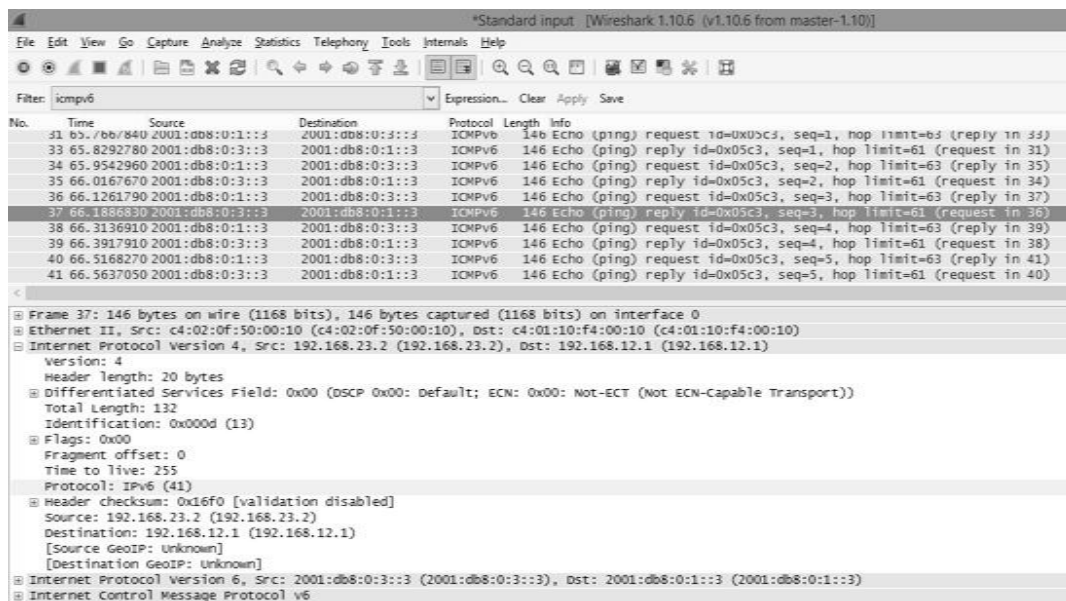 *Standard input [Wireshark 1.10.6 (v1.10.6 from master-1.10)]
File Edit View Go Capture Analyze Statistics Telephony Tools Internals Help
Filter: icmpv6 Expression... Clear Apply Save
No. Time Source Destination Protocol Length Info
31 65.7667840 2001:db8:0:1::3 2001:db8:0:3::3 ICMPv6 146 Echo (ping) request id=0x05c3, seq=1, hop limit=63 (reply in 33)
33 65.8292780 2001:db8:0:3::3 2001:db8:0:1::3 ICMPv6 146 Echo (ping) reply id=0x05c3, seq=1, hop limit=61 (request in 31)
34 65.9542960 2001:db8:0:1::3 2001:db8:0:3::3 ICMPv6 146 Echo (ping) request id=0x05c3, seq=2, hop limit=63 (reply in 35)
35 66.0167670 2001:db8:0:3::3 2001:db8:0:1::3 ICMPv6 146 Echo (ping) reply id=0x05c3, seq=2, hop limit=61 (request in 34)
36 66.1261790 2001:db8:0:1::3 2001:db8:0:3::3 ICMPv6 146 Echo (ping) request id=0x05c3, seq=3, hop limit=63 (reply in 37)
37 66.1886830 2001:db8:0:3::3 2001:db8:0:1::3 ICMPv6 146 Echo (ping) reply id=0x05c3, seq=3, hop limit=61 (request in 36)
38 66.3136910 2001:db8:0:1::3 2001:db8:0:3::3 ICMPv6 146 Echo (ping) request id=0x05c3, seq=4, hop limit=63 (reply in 39)
39 66.3917910 2001:db8:0:3::3 2001:db8:0:1::3 ICMPv6 146 Echo (ping) reply id=0x05c3, seq=4, hop limit=61 (request in 38)
40 66.5168270 2001:db8:0:1::3 2001:db8:0:3::3 ICMPv6 146 Echo (ping) request id=0x05c3, seq=5, hop limit=63 (reply in 41)
41 66.5637050 2001:db8:0:3::3 2001:db8:0:1::3 ICMPv6 146 Echo (ping) reply id=0x05c3, seq=5, hop limit=61 (request in 40)
Frame 37: 146 bytes on wire (1168 bits), 146 bytes captured (1168 bits) on interface 0
Ethernet II, Src: c4:02:0f:50:00:10 (c4:02:0f:50:00:10), Dst: c4:01:10:f4:00:10 (c4:01:10:f4:00:10)
Internet Protocol Version 4, Src: 192.168.23.2 (192.168.23.2), Dst: 192.168.12.1 (192.168.12.1)
Version: 4
Header length: 20 bytes
Differentiated Services Field: 0x00 (DSCP 0x00: Default; ECN: 0x00: Not-ECT (Not ECN-Capable Transport))
Total Length: 132
Identification: 0x000d (13)
Flags: 0x00
Fragment offset: 0
Time to live: 255
Protocol: IPv6 (41)
Header checksum: 0x16f0 [validation disabled]
Source: 192.168.23.2 (192.168.23.2)
Destination: 192.168.12.1 (192.168.12.1)
[Source GeoIP: Unknown]
[Destination GeoIP: Unknown]
Internet Protocol Version 6, Src: 2001:db8:0:3::3 (2001:db8:0:3::3), Dst: 2001:db8:0:1::3 (2001:db8:0:1::3)
Internet Control Message Protocol v6